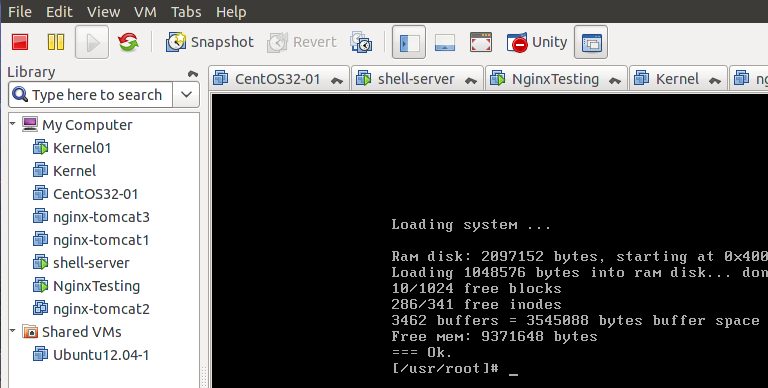 File Edit View VM Tabs Help
Snapshot Revert Unity
Library
Type here to search
My Computer
Kernel01
Kernel
CentOS32-01
nginx-tomcat3
nginx-tomcat1
shell-server
NginxTesting
nginx-tomcat2
Shared VMs
Ubuntu12.04-1
CentOS32-01 shell-server NginxTesting Kernel ng
Loading system ...
Ram disk: 2097152 bytes, starting at 0x400
Loading 1048576 bytes into ram disk... don
10/1024 free blocks
286/341 free inodes
3462 buffers = 3545088 bytes buffer space
Free mem: 9371648 bytes
=== Ok.
[/usr/root]# _